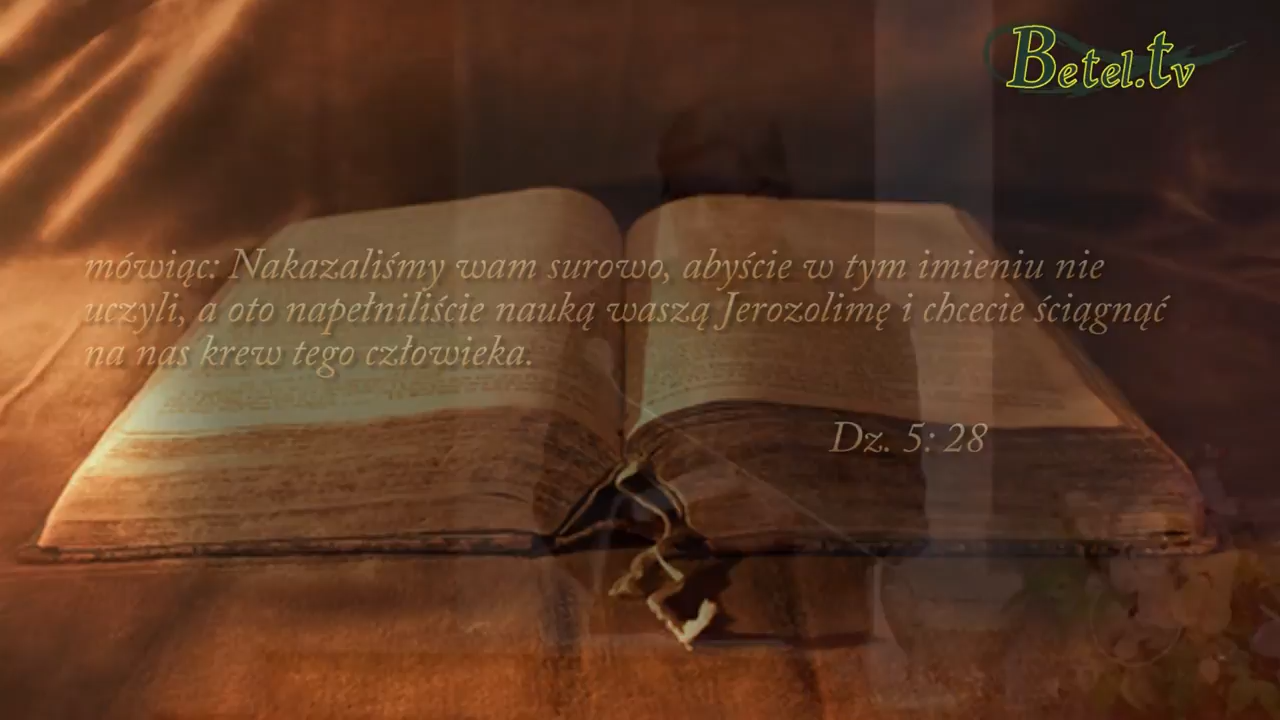 Betel.tv
mówiąc: Nakazaliśmy wam surowo, abyście w tym imieniu nie
uczyli, a oto napełniliście nauką waszą Jerozolimę i chcecie ściągnąć
na nas krew tego człowieka.
Dz. 5: 28